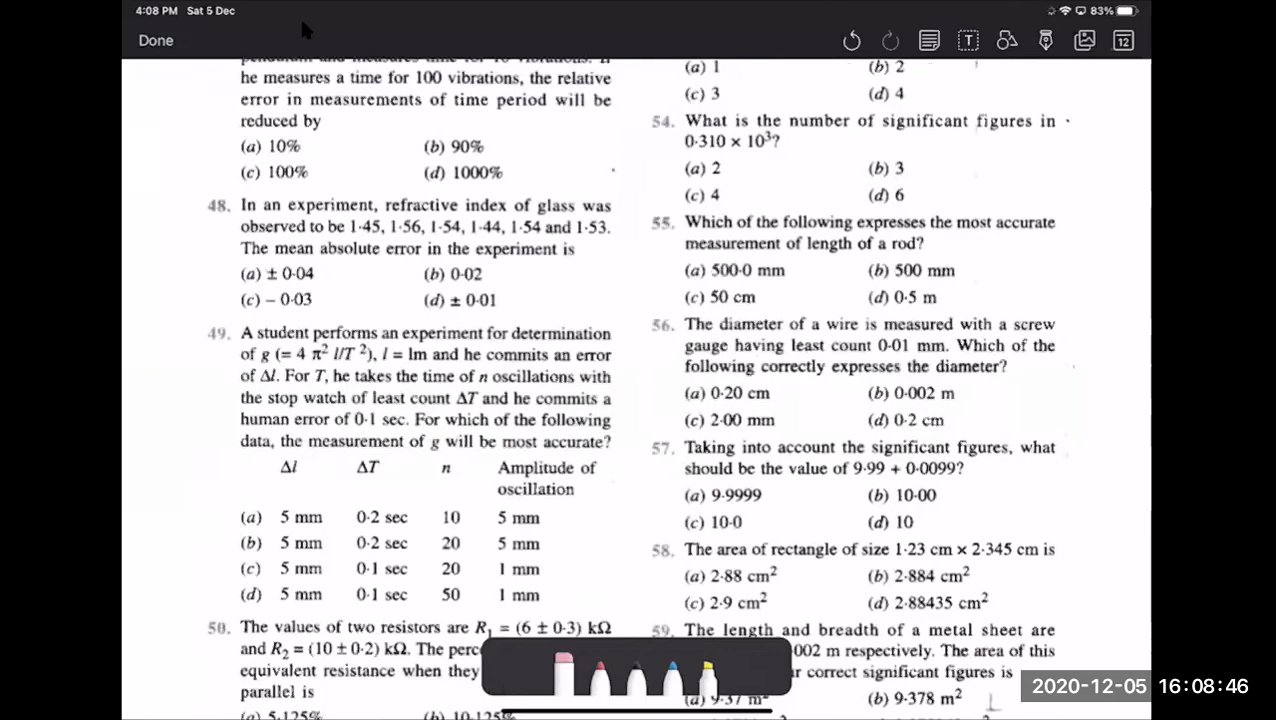 4:08 PM Sat 5 Dec
83%
Done
T
12
pendulum and measures time for 10 vibrations. If
he measures a time for 100 vibrations, the relative
error in measurements of time period will be
reduced by
(a) 10% (b) 90%
(c) 100% (d) 1000%
48. In an experiment, refractive index of glass was
observed to be 1·45, 1·56, 1·54, 1·44, 1·54 and 1·53.
The mean absolute error in the experiment is
(a) ± 0·04 (b) 0·02
(c) – 0·03 (d) ± 0·01
49. A student performs an experiment for determination
of g (= 4 π² l/T ²), l = lm and he commits an error
of Δl. For T, he takes the time of n oscillations with
the stop watch of least count ΔT and he commits a
human error of 0·1 sec. For which of the following
data, the measurement of g will be most accurate?
Δl ΔT n Amplitude of
oscillation
(a) 5 mm 0·2 sec 10 5 mm
(b) 5 mm 0·2 sec 20 5 mm
(c) 5 mm 0·1 sec 20 1 mm
(d) 5 mm 0·1 sec 50 1 mm
50. The values of two resistors are R₁ = (6 ± 0·3) kΩ
and R₂ = (10 ± 0·2) kΩ. The perc
equivalent resistance when they
parallel is
(a) 5.125% (b) 10.125%
(a) 1 (b) 2
(c) 3 (d) 4
54. What is the number of significant figures in
0·310 × 10³?
(a) 2 (b) 3
(c) 4 (d) 6
55. Which of the following expresses the most accurate
measurement of length of a rod?
(a) 500·0 mm (b) 500 mm
(c) 50 cm (d) 0·5 m
56. The diameter of a wire is measured with a screw
gauge having least count 0·01 mm. Which of the
following correctly expresses the diameter?
(a) 0·20 cm (b) 0·002 m
(c) 2·00 mm (d) 0·2 cm
57. Taking into account the significant figures, what
should be the value of 9·99 + 0·0099?
(a) 9·9999 (b) 10·00
(c) 10·0 (d) 10
58. The area of rectangle of size 1·23 cm × 2·345 cm is
(a) 2·88 cm² (b) 2·884 cm²
(c) 2·9 cm² (d) 2·88435 cm²
59. The length and breadth of a metal sheet are
002 m respectively. The area of this
r correct significant figures is
(a) 9·37 m² (b) 9·378 m²
2020-12-05 16:08:46